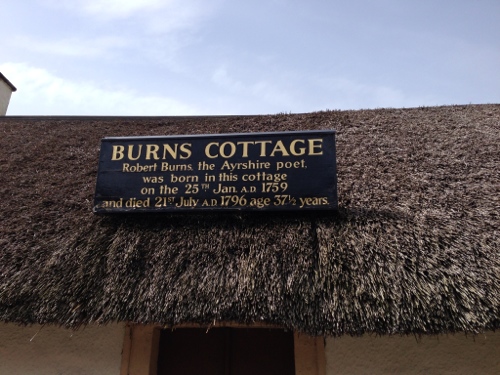 BURNS COTTAGE
Robert Burns, the Ayrshire poet,
was born in this cottage
on the 25TH Jan. A.D 1759
and died 21ST July A.D 1796 age 37½ years.